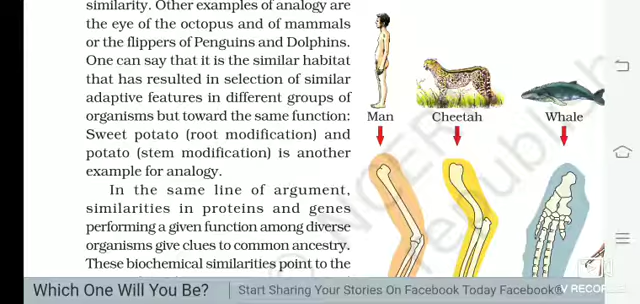 similarity. Other examples of analogy are
the eye of the octopus and of mammals
or the flippers of Penguins and Dolphins.
One can say that it is the similar habitat
that has resulted in selection of similar
adaptive features in different groups of
organisms but toward the same function:
Sweet potato (root modification) and
potato (stem modification) is another
example for analogy.
In the same line of argument,
similarities in proteins and genes
performing a given function among diverse
organisms give clues to common ancestry.
These biochemical similarities point to the
Man Cheetah Whale
Which One Will You Be? Start Sharing Your Stories On Facebook Today Facebook®